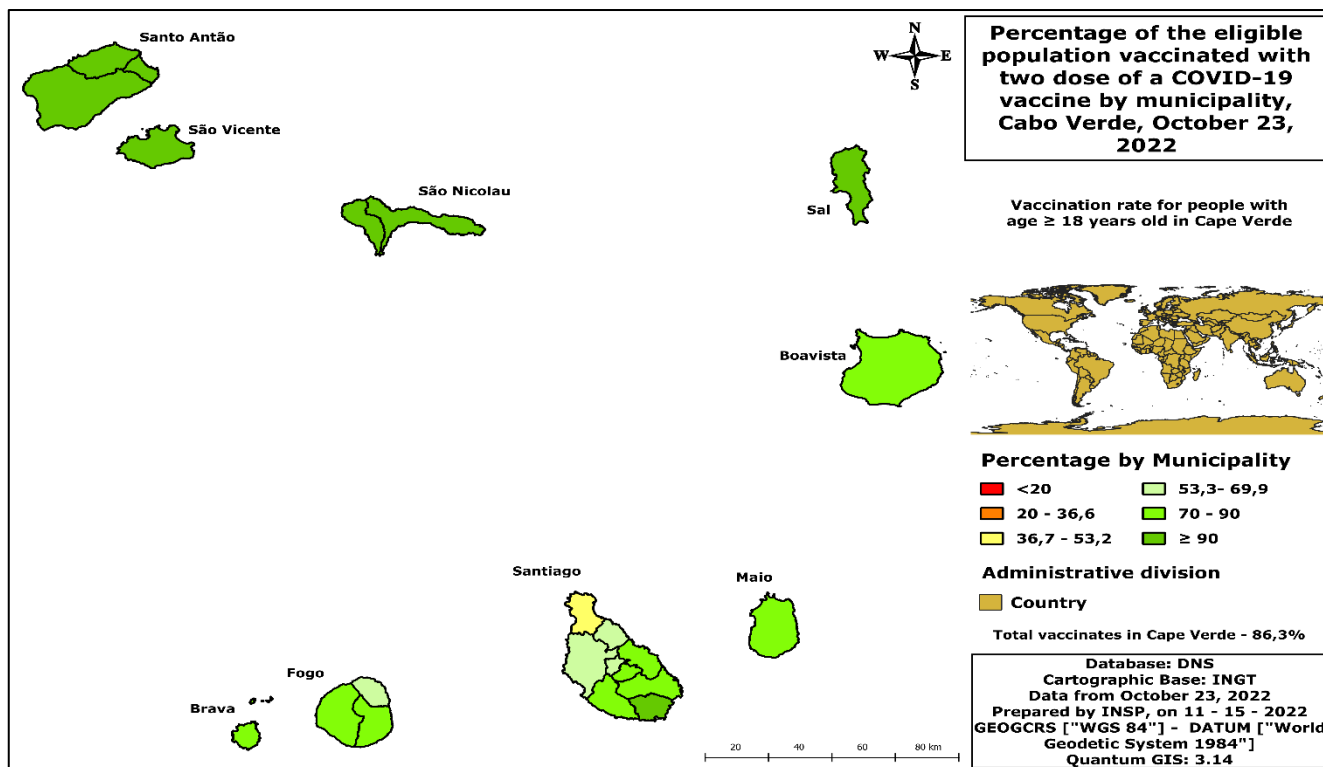 Santo Antão
São Vicente
São Nicolau
Sal
Boavista
Santiago
Maio
Fogo
Brava
N
W E
S
Percentage of the eligible
population vaccinated with
two dose of a COVID-19
vaccine by municipality,
Cabo Verde, October 23,
2022
Vaccination rate for people with
age ≥ 18 years old in Cape Verde
Percentage by Municipality
<20
20 - 36,6
36,7 - 53,2
53,3- 69,9
70 - 90
≥ 90
Administrative division
Country
Total vaccinates in Cape Verde - 86,3%
Database: DNS
Cartographic Base: INGT
Data from October 23, 2022
Prepared by INSP, on 11 - 15 - 2022
GEOGCRS ["WGS 84"] - DATUM ["World
Geodetic System 1984"]
Quantum GIS: 3.14
20 40 60 80 km